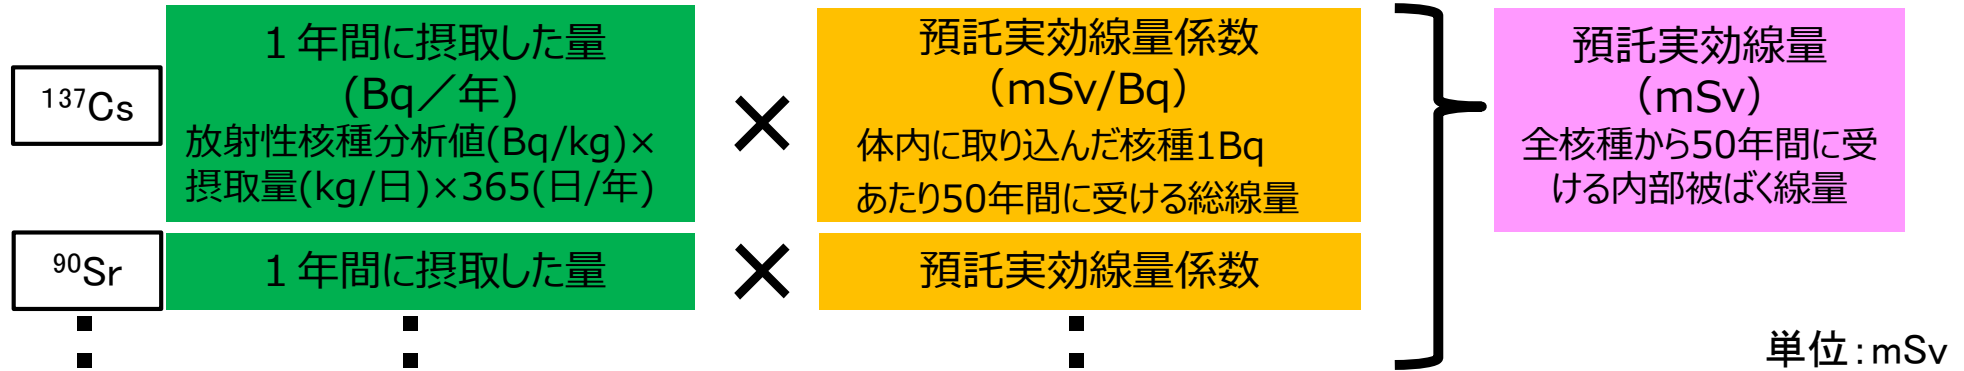 137Cs
1年間に摂取した量
(Bq／年)
放射性核種分析値(Bq/kg)×
摂取量(kg/日)×365(日/年)
×
預託実効線量係数
（mSv/Bq）
体内に取り込んだ核種1Bq
あたり50年間に受ける総線量
預託実効線量
（mSv）
全核種から50年間に受
ける内部被ばく線量
90Sr
1年間に摂取した量
×
預託実効線量係数
単位：mSv